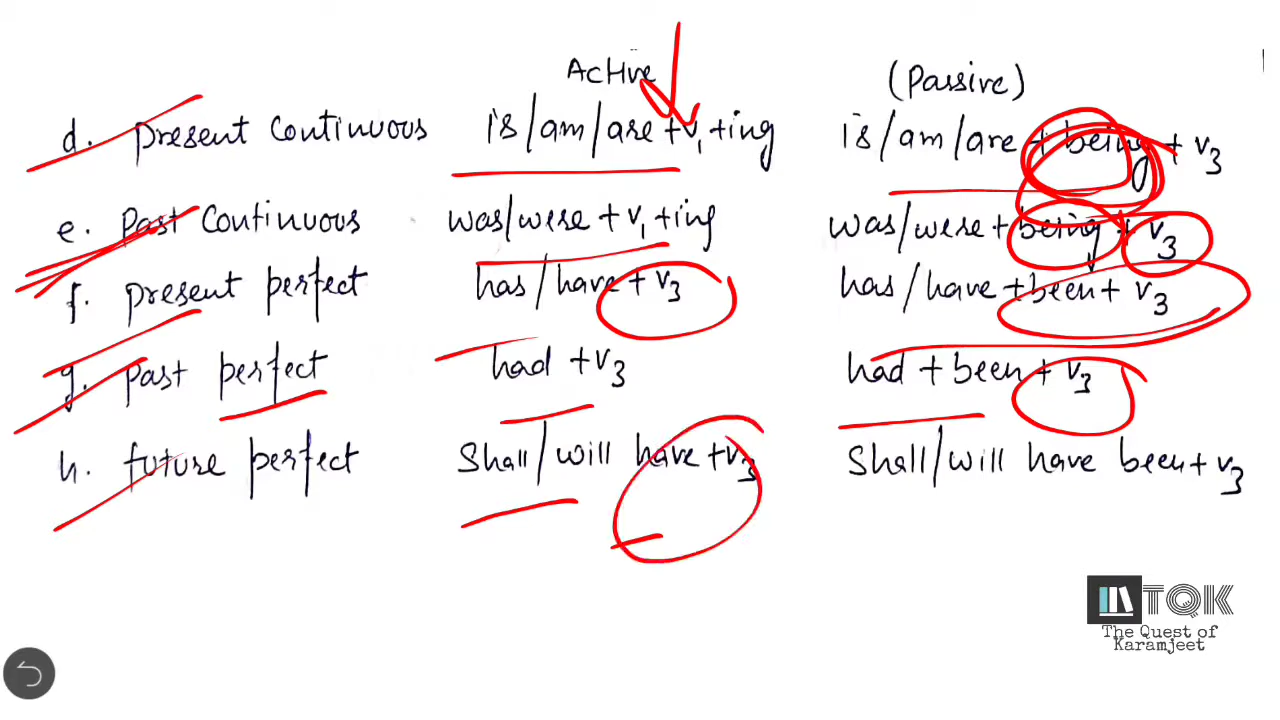 Active (Passive)
d. present continuous is/am/are + v1 + ing is/am/are + being + v3
e. Past Continuous was/were + v1 + ing was/were + being + v3
f. present perfect has/have + v3 has/have + been + v3
g. past perfect had + v3 had + been + v3
h. future perfect Shall/will have + v3 Shall/will have been + v3
TQK
The Quest of
Karamjeet